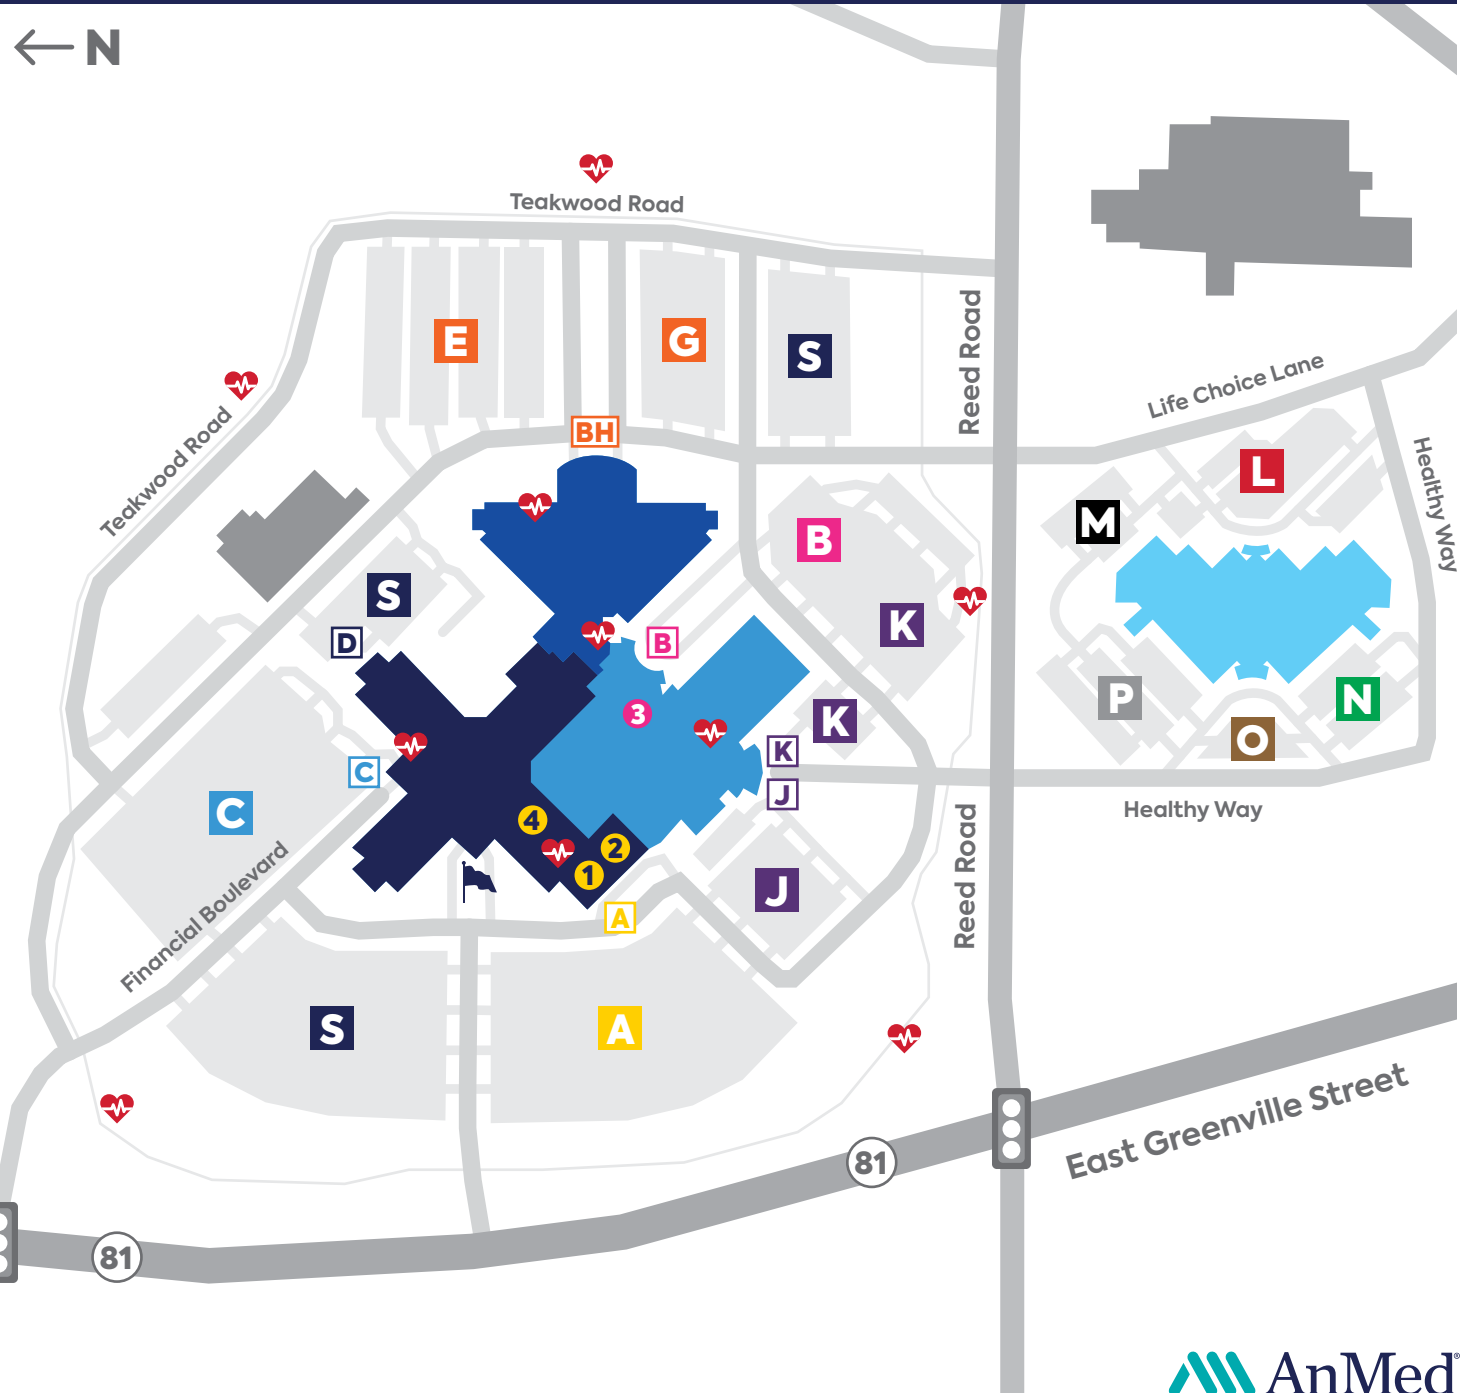 N
Teakwood Road
E
G
S
Reed Road
Life Choice Lane
Teakwood Road
BH
Healthy Way
L
M
B
S
D
K
B
P
N
3
K
O
K
C
J
Healthy Way
C
4
2
1
J
Financial Boulevard
A
Reed Road
S
A
East Greenville Street
81
81
AnMed®